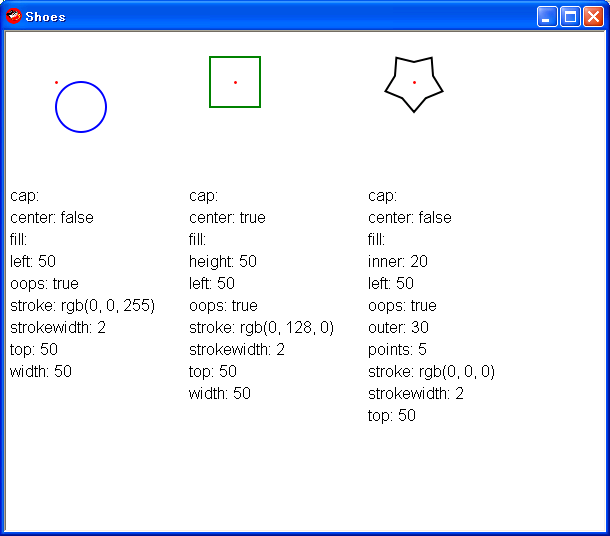 Shoes
cap:
center: false
fill:
left: 50
oops: true
stroke: rgb(0, 0, 255)
strokewidth: 2
top: 50
width: 50
cap:
center: true
fill:
height: 50
left: 50
oops: true
stroke: rgb(0, 128, 0)
strokewidth: 2
top: 50
width: 50
cap:
center: false
fill:
inner: 20
left: 50
oops: true
outer: 30
points: 5
stroke: rgb(0, 0, 0)
strokewidth: 2
top: 50